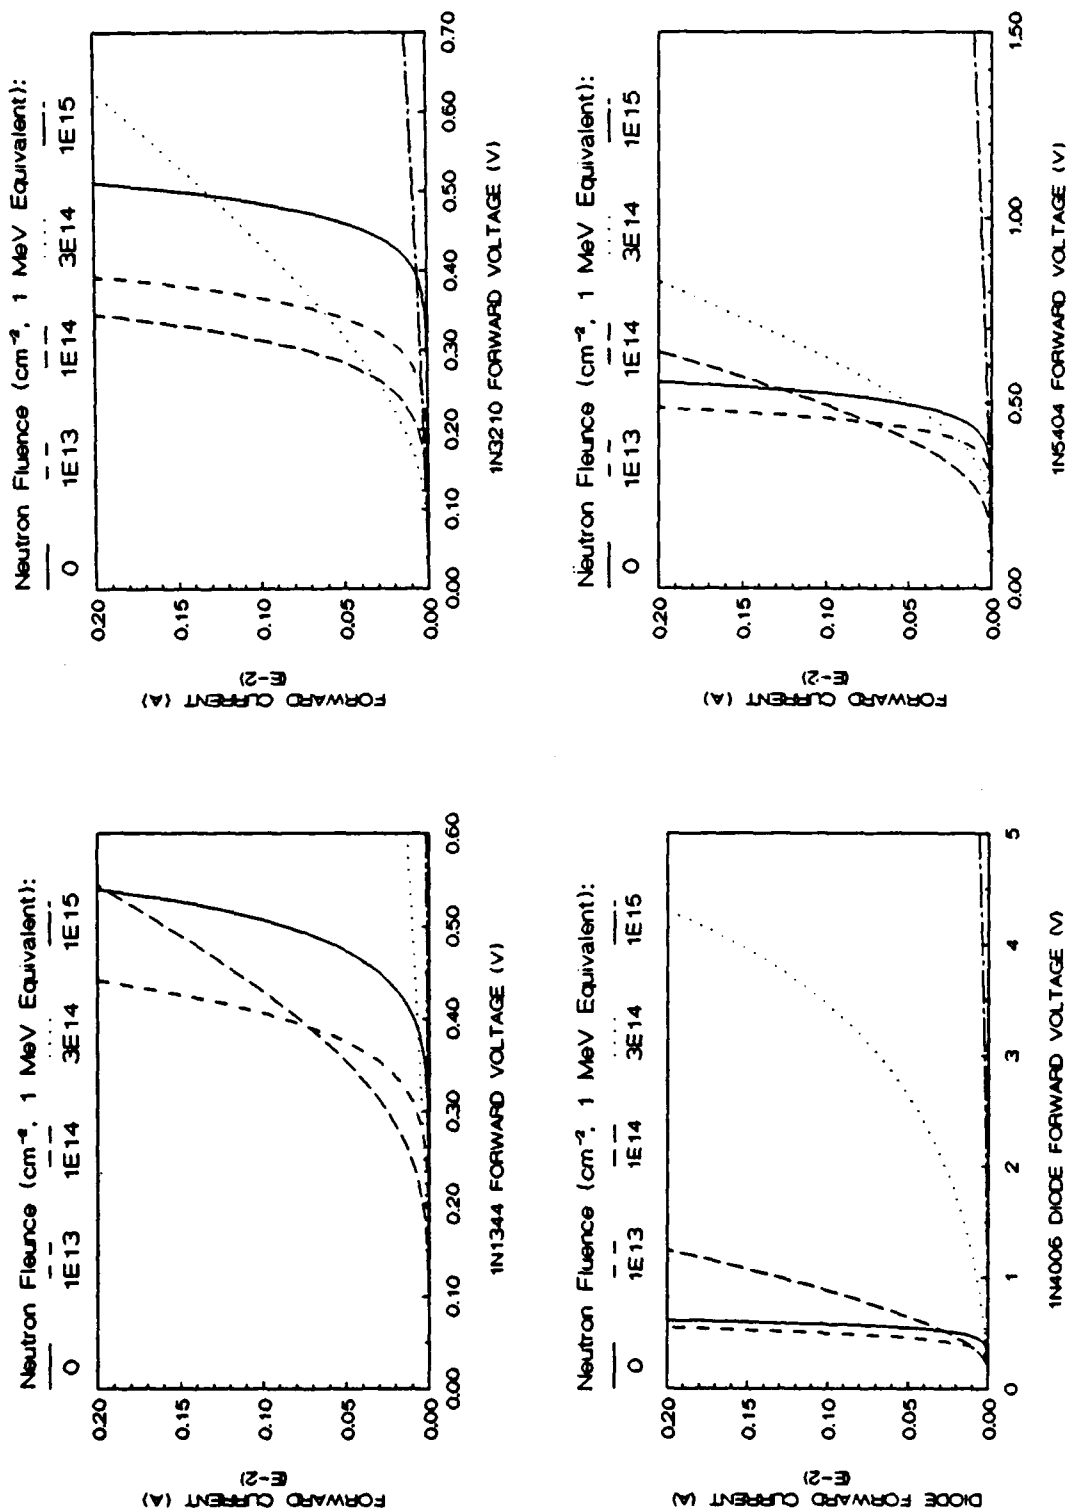 Neutron Fleunce (cm⁻², 1 MeV Equivalent):
0 1E13 1E14 3E14 1E15
FORWARD CURRENT (A)
(E-2)
0.20
0.15
0.10
0.05
0.00
0.00 0.10 0.20 0.30 0.40 0.50 0.60
1N1344 FORWARD VOLTAGE (V)
Neutron Fluence (cm⁻², 1 MeV Equivalent):
0 1E13 1E14 3E14 1E15
FORWARD CURRENT (A)
(E-2)
0.20
0.15
0.10
0.05
0.00
0.00 0.10 0.20 0.30 0.40 0.50 0.60 0.70
1N3210 FORWARD VOLTAGE (V)
Neutron Fluence (cm⁻², 1 MeV Equivalent):
0 1E13 1E14 3E14 1E15
DIODE FORWARD CURRENT (A)
(E-2)
0.20
0.15
0.10
0.05
0.00
0 1 2 3 4 5
1N4006 DIODE FORWARD VOLTAGE (V)
Neutron Fleunce (cm⁻², 1 MeV Equivalent):
0 1E13 1E14 3E14 1E15
FORWARD CURRENT (A)
(E-2)
0.20
0.15
0.10
0.05
0.00
0.00 0.50 1.00 1.50
1N5404 FORWARD VOLTAGE (V)